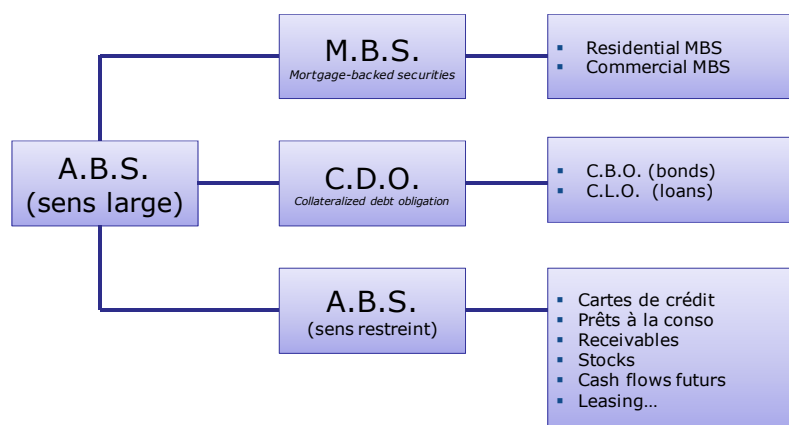 M.B.S.
Mortgage-backed securities
▪ Residential MBS
▪ Commercial MBS
A.B.S.
(sens large)
C.D.O.
Collateralized debt obligation
▪ C.B.O. (bonds)
▪ C.L.O. (loans)
A.B.S.
(sens restreint)
▪ Cartes de crédit
▪ Prêts à la conso
▪ Receivables
▪ Stocks
▪ Cash flows futurs
▪ Leasing…